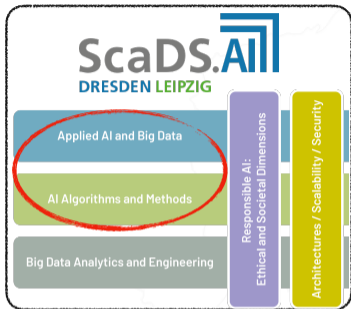 ScaDS.AI
DRESDEN LEIPZIG
Applied AI and Big Data
AI Algorithms and Methods
Big Data Analytics and Engineering
Responsible AI:
Ethical and Societal Dimensions
Architectures / Scalability / Security